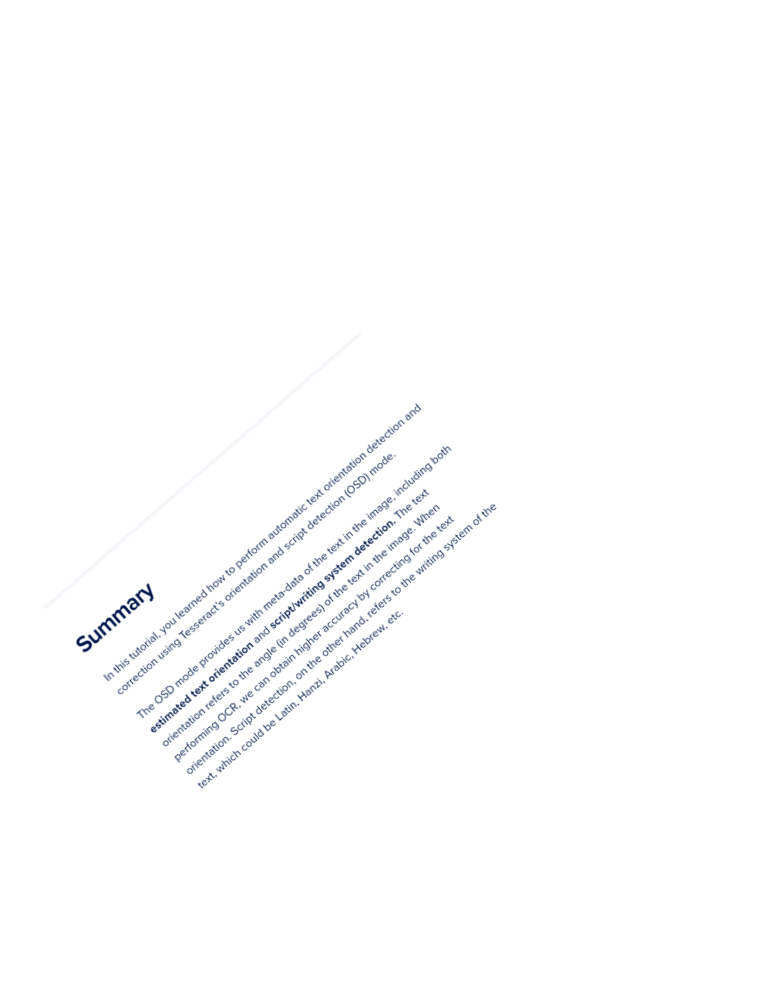 Summary
In this tutorial, you learned how to perform automatic text orientation detection and
correction using Tesseract's orientation and script detection (OSD) mode.
The OSD mode provides us with meta-data of the text in the image, including both
estimated text orientation and script/writing system detection. The text
orientation refers to the angle (in degrees) of the text in the image. When
performing OCR, we can obtain higher accuracy by correcting for the text
orientation. Script detection, on the other hand, refers to the writing system of the
text, which could be Latin, Hanzi, Arabic, Hebrew, etc.